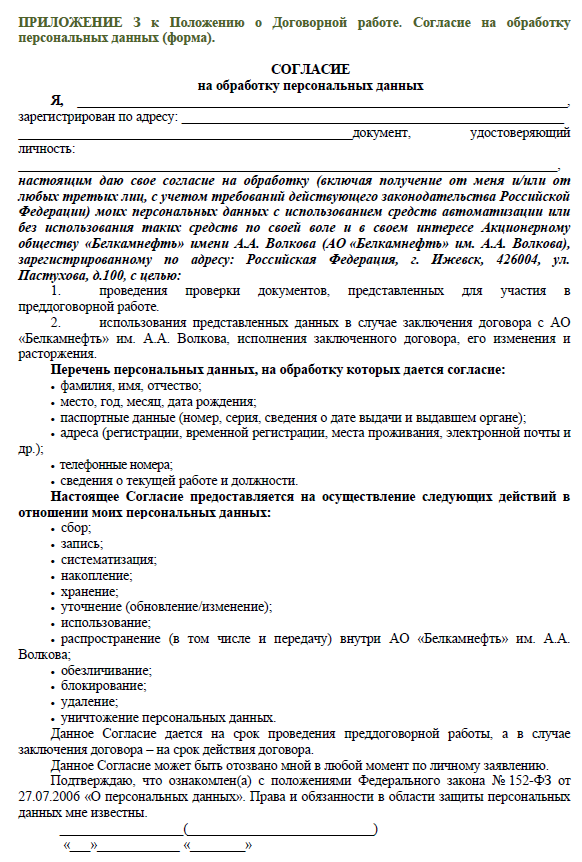 ПРИЛОЖЕНИЕ 3 к Положению о Договорной работе. Согласие на обработку
персональных данных (форма).
СОГЛАСИЕ
на обработку персональных данных
Я, ______________________________________________,
зарегистрирован по адресу: ____________________________________
________________________________документ, удостоверяющий
личность:
____________________________________________________,
настоящим даю свое согласие на обработку (включая получение от меня и/или от
любых третьих лиц, с учетом требований действующего законодательства Российской
Федерации) моих персональных данных с использованием средств автоматизации или
без использования таких средств по своей воле и в своем интересе Акционерному
обществу «Белкамнефть» имени А.А. Волкова (АО «Белкамнефть» им. А.А. Волкова),
зарегистрированному по адресу: Российская Федерация, г. Ижевск, 426004, ул.
Пастухова, д.100, с целью:
1. проведения проверки документов, представленных для участия в
преддоговорной работе.
2. использования представленных данных в случае заключения договора с АО
«Белкамнефть» им. А.А. Волкова, исполнения заключенного договора, его изменения и
расторжения.
Перечень персональных данных, на обработку которых дается согласие:
• фамилия, имя, отчество;
• место, год, месяц, дата рождения;
• паспортные данные (номер, серия, сведения о дате выдачи и выдавшем органе);
• адреса (регистрации, временной регистрации, места проживания, электронной почты и
др.);
• телефонные номера;
• сведения о текущей работе и должности.
Настоящее Согласие предоставляется на осуществление следующих действий в
отношении моих персональных данных:
• сбор;
• запись;
• систематизация;
• накопление;
• хранение;
• уточнение (обновление/изменение);
• использование;
• распространение (в том числе и передачу) внутри АО «Белкамнефть» им. А.А.
Волкова;
• обезличивание;
• блокирование;
• удаление;
• уничтожение персональных данных.
Данное Согласие дается на срок проведения преддоговорной работы, а в случае
заключения договора – на срок действия договора.
Данное Согласие может быть отозвано мной в любой момент по личному заявлению.
Подтверждаю, что ознакомлен(а) с положениями Федерального закона №152-ФЗ от
27.07.2006 «О персональных данных». Права и обязанности в области защиты персональных
данных мне известны.
__________________(___________________________)
«___»____________ «________»